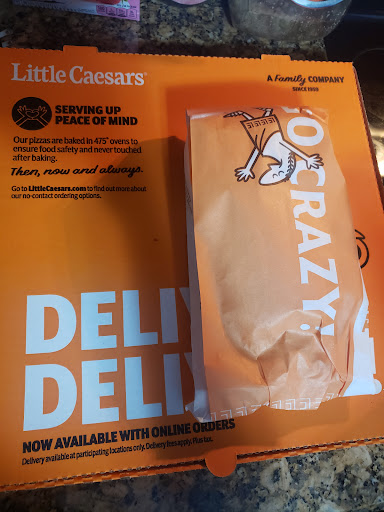 Little Caesars®
A Family COMPANY
SINCE 1959
SERVING UP
PEACE OF MIND
Our pizzas are baked in 475° ovens to
ensure food safety and never touched
after baking.
Then, now and always.
Go to LittleCaesars.com to find out more about
our no-contact ordering options.
O CRAZY!
DELI
DELI
NOW AVAILABLE WITH ONLINE ORDERS
Delivery available at participating locations only. Delivery fees apply. Plus tax.